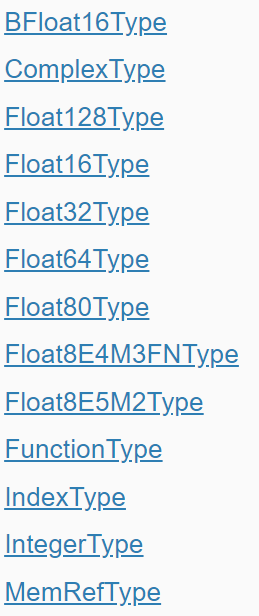 BFloat16Type
ComplexType
Float128Type
Float16Type
Float32Type
Float64Type
Float80Type
Float8E4M3FNType
Float8E5M2Type
FunctionType
IndexType
IntegerType
MemRefType